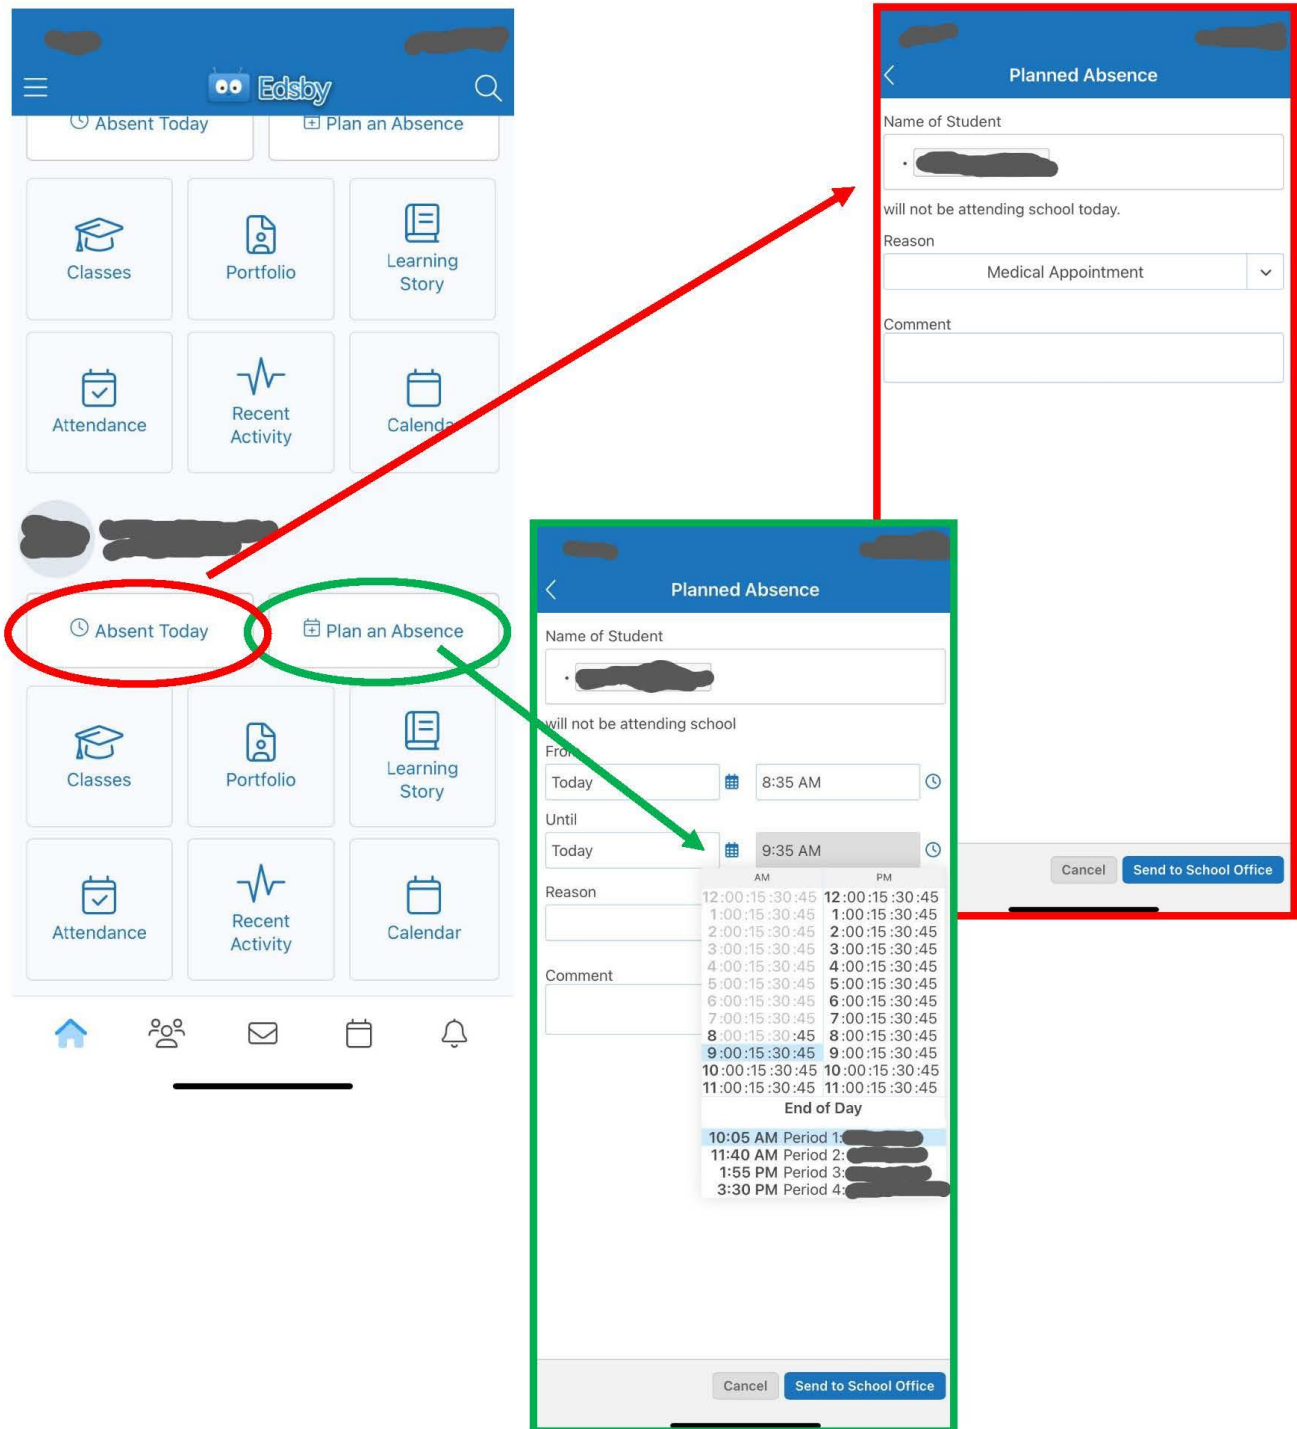 Edsby
Absent Today
Plan an Absence
Classes
Portfolio
Learning
Story
Attendance
Recent
Activity
Calendar
Absent Today
Plan an Absence
Classes
Portfolio
Learning
Story
Attendance
Recent
Activity
Calendar
Planned Absence
Name of Student
will not be attending school today.
Reason
Medical Appointment
Comment
Cancel
Send to School Office
Planned Absence
Name of Student
will not be attending school
From
Today
8:35 AM
Until
Today
9:35 AM
Reason
Comment
AM PM
12:00:15:30:45 12:00:15:30:45
1:00:15:30:45 1:00:15:30:45
2:00:15:30:45 2:00:15:30:45
3:00:15:30:45 3:00:15:30:45
4:00:15:30:45 4:00:15:30:45
5:00:15:30:45 5:00:15:30:45
6:00:15:30:45 6:00:15:30:45
7:00:15:30:45 7:00:15:30:45
8:00:15:30:45 8:00:15:30:45
9:00:15:30:45 9:00:15:30:45
10:00:15:30:45 10:00:15:30:45
11:00:15:30:45 11:00:15:30:45
End of Day
10:05 AM Period 1:
11:40 AM Period 2:
1:55 PM Period 3:
3:30 PM Period 4:
Cancel
Send to School Office